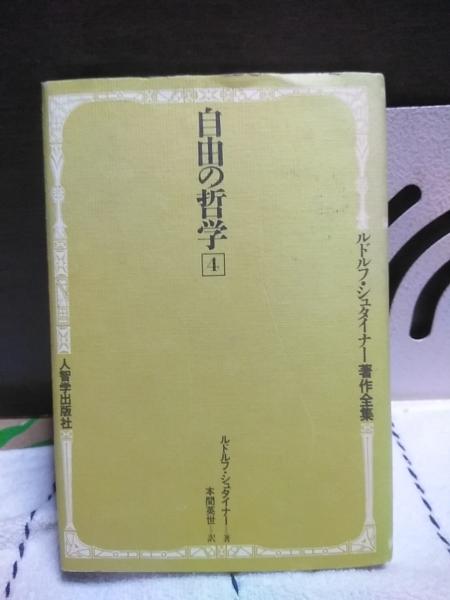 ルドルフ・シュタイナー著作全集
自由の哲学
4
ルドルフ・シュタイナー―著
本間英世―訳
人智学出版社